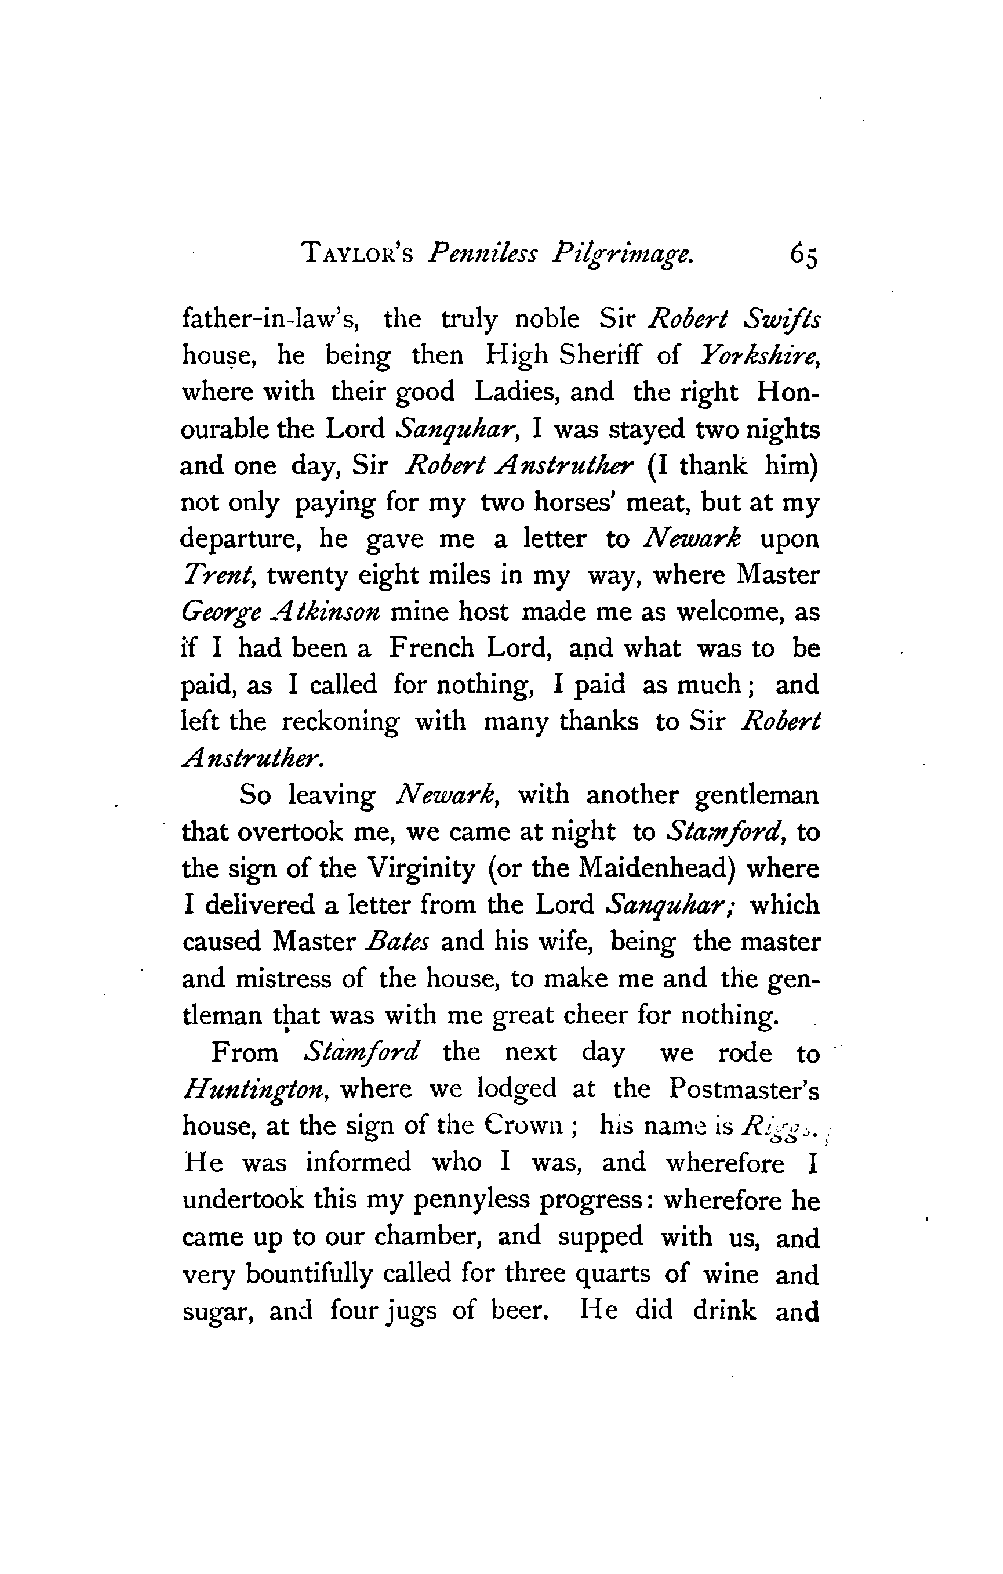 TAYLOR'S Penniless Pilgrimage. 65
father-in-law's, the truly noble Sir Robert Swifts
house, he being then High Sheriff of Yorkshire,
where with their good Ladies, and the right Hon-
ourable the Lord Sanquhar, I was stayed two nights
and one day, Sir Robert Anstruther (I thank him)
not only paying for my two horses' meat, but at my
departure, he gave me a letter to Newark upon
Trent, twenty eight miles in my way, where Master
George Atkinson mine host made me as welcome, as
if I had been a French Lord, and what was to be
paid, as I called for nothing, I paid as much; and
left the reckoning with many thanks to Sir Robert
Anstruther.
So leaving Newark, with another gentleman
that overtook me, we came at night to Stamford, to
the sign of the Virginity (or the Maidenhead) where
I delivered a letter from the Lord Sanquhar; which
caused Master Bates and his wife, being the master
and mistress of the house, to make me and the gen-
tleman that was with me great cheer for nothing.
From Stamford the next day we rode to
Huntington, where we lodged at the Postmaster's
house, at the sign of the Crown; his name is Riggs.
He was informed who I was, and wherefore I
undertook this my pennyless progress: wherefore he
came up to our chamber, and supped with us, and
very bountifully called for three quarts of wine and
sugar, and four jugs of beer. He did drink and